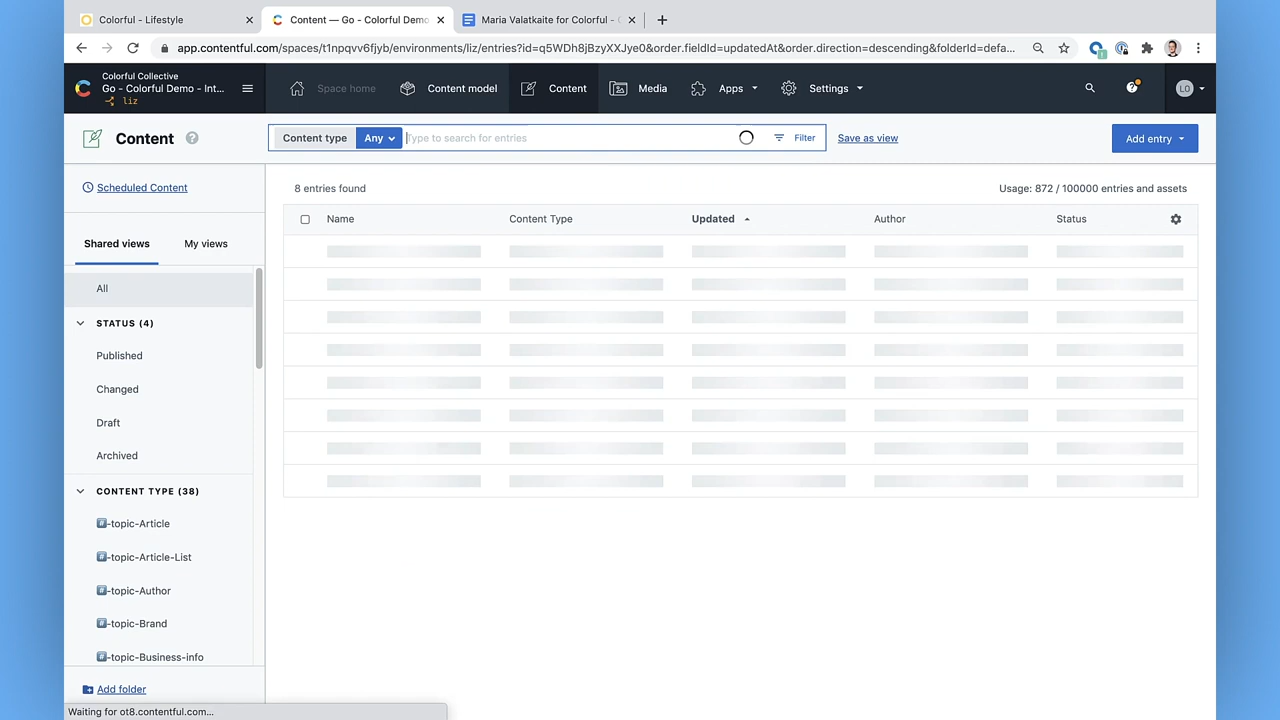 Colorful - Lifestyle
Content — Go - Colorful Demo -
Maria Valatkaite for Colorful -
app.contentful.com/spaces/t1npqvv6fjyb/environments/liz/entries?id=q5WDh8jBzyXXJye0&order.fieldId=updatedAt&order.direction=descending&folderId=defa...
Colorful Collective
Go - Colorful Demo - Int...
liz
Space home
Content model
Content
Media
Apps
Settings
LO
Content
Content type
Any
Type to search for entries
Filter
Save as view
Add entry
Scheduled Content
8 entries found
Usage: 872 / 100000 entries and assets
Shared views
My views
Name
Content Type
Updated
Author
Status
All
STATUS (4)
Published
Changed
Draft
Archived
CONTENT TYPE (38)
#-topic-Article
#-topic-Article-List
#-topic-Author
#-topic-Brand
#-topic-Business-info
Add folder
Waiting for ot8.contentful.com...